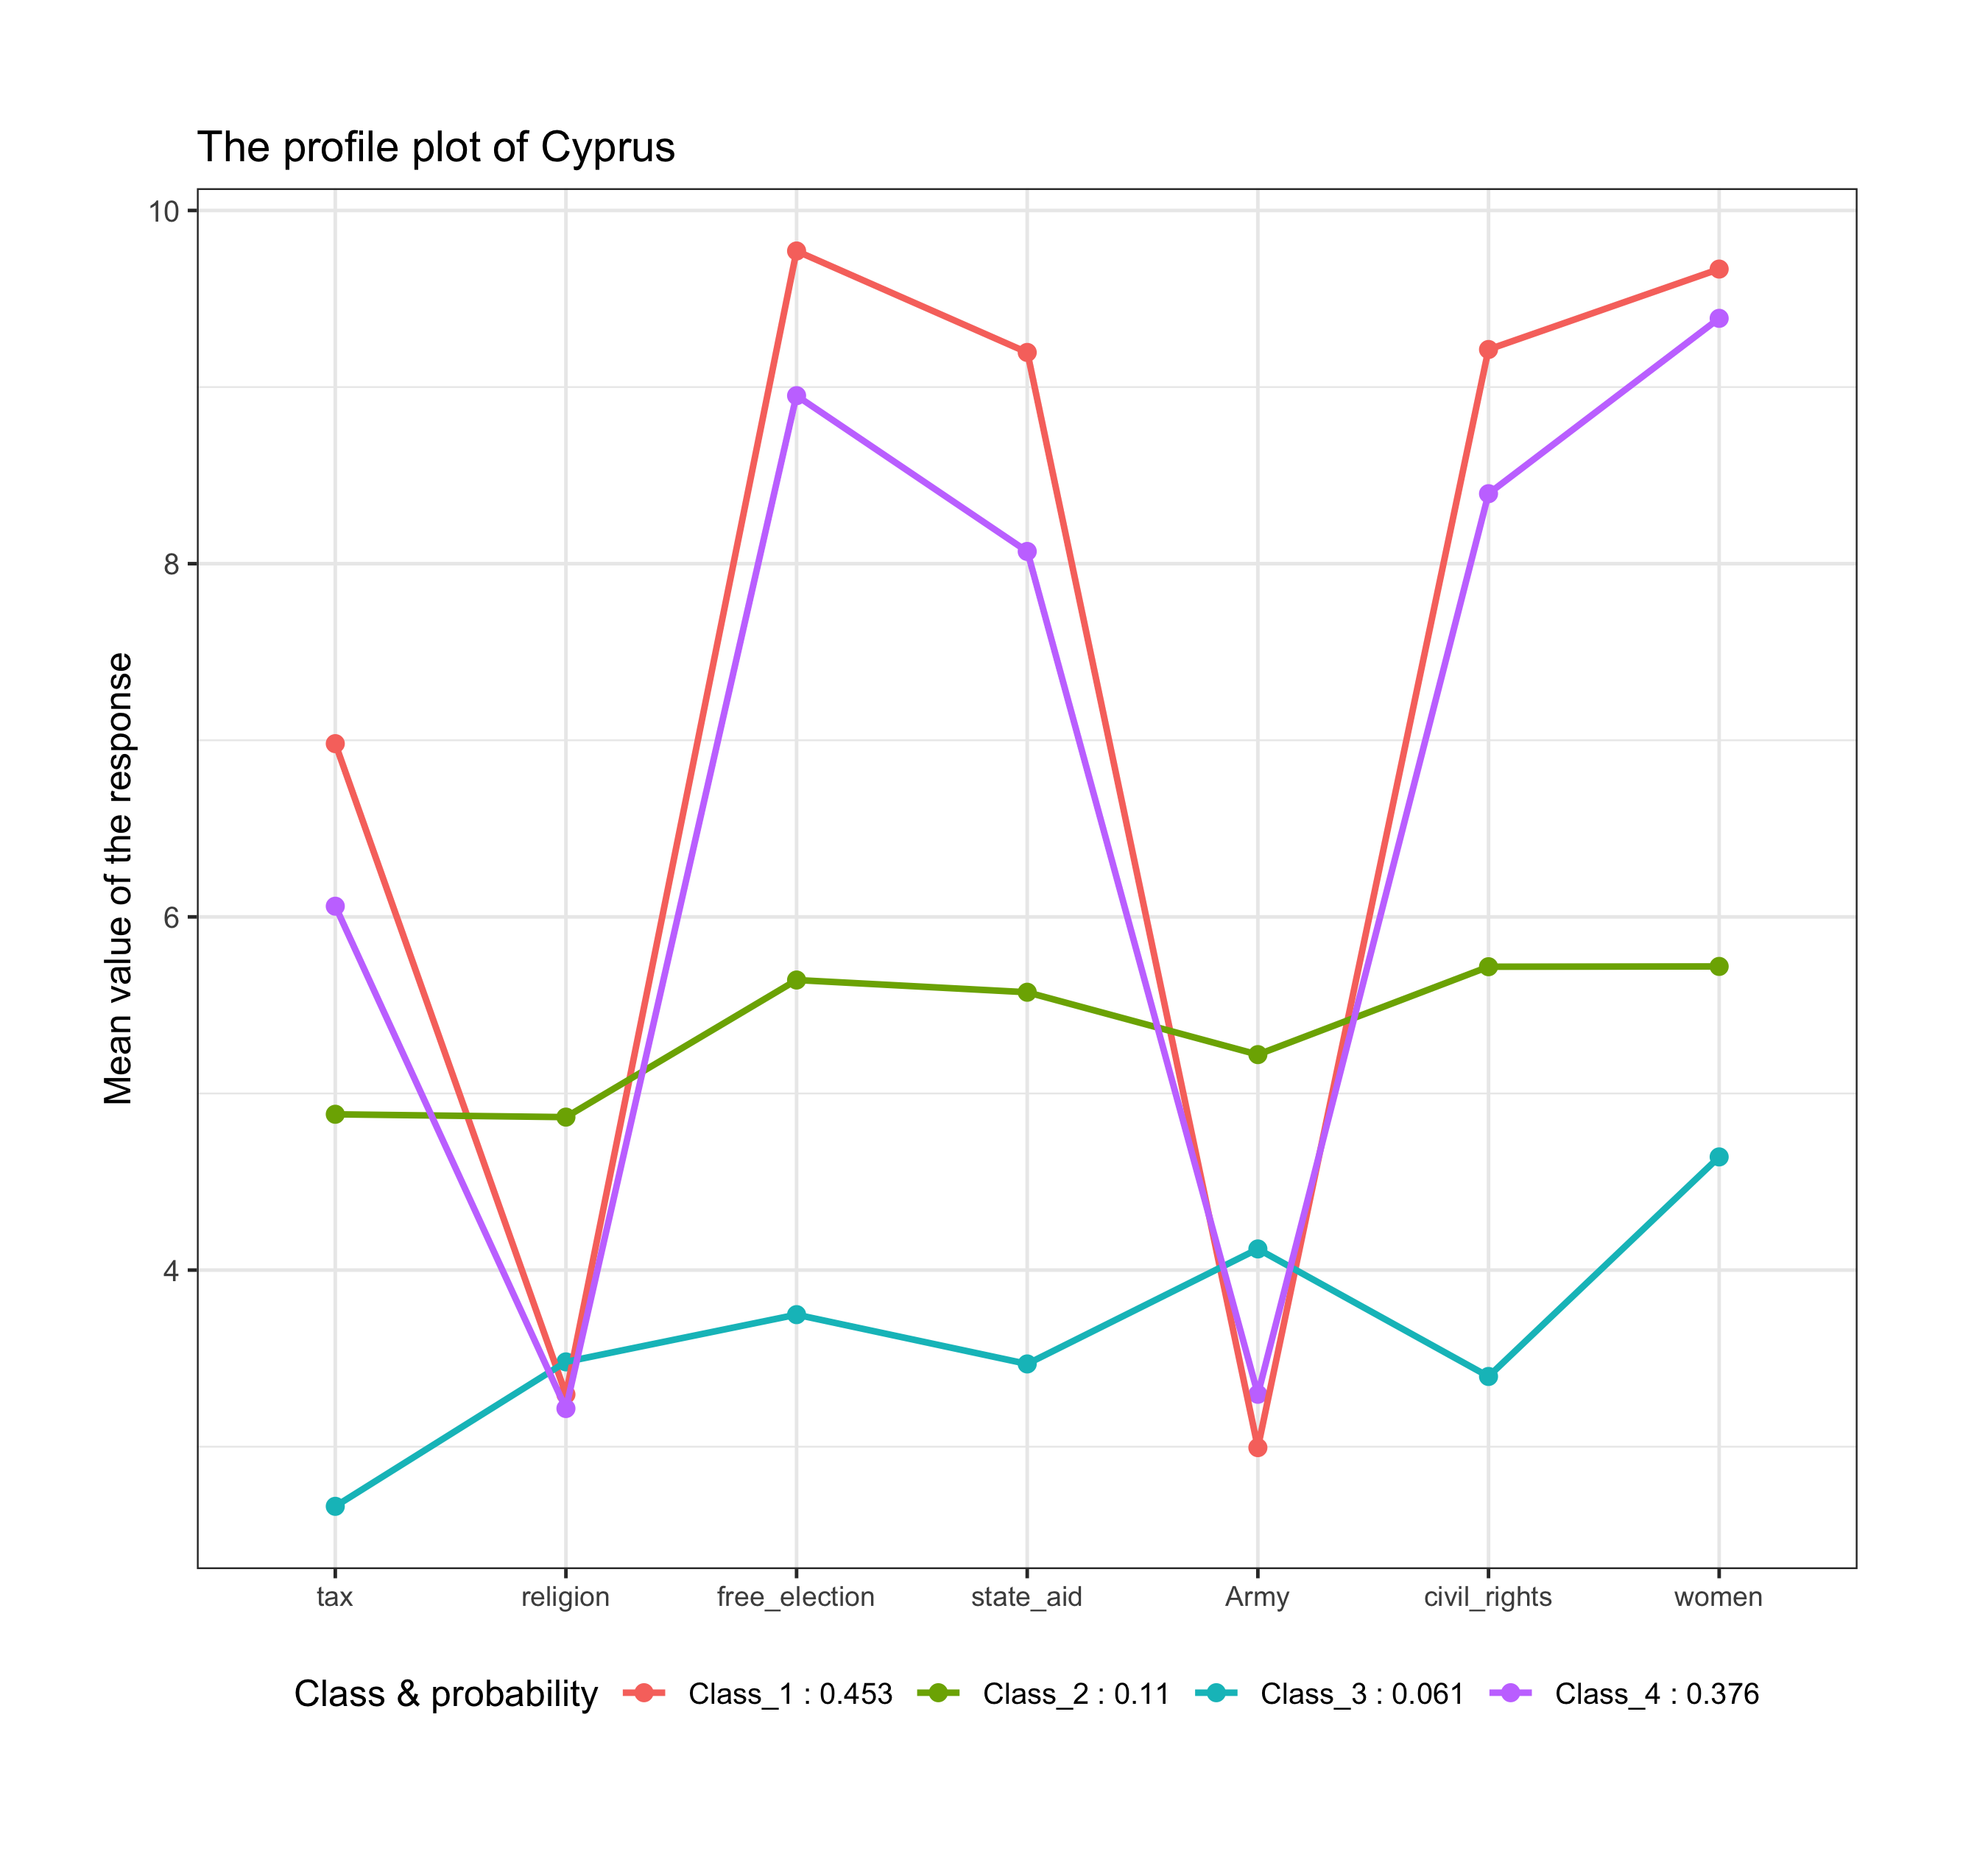 The profile plot of Cyprus
10
8
6
4
Mean value of the response
tax religion free_election state_aid Army civil_rights women
Class & probability Class_1 : 0.453 Class_2 : 0.11 Class_3 : 0.061 Class_4 : 0.376